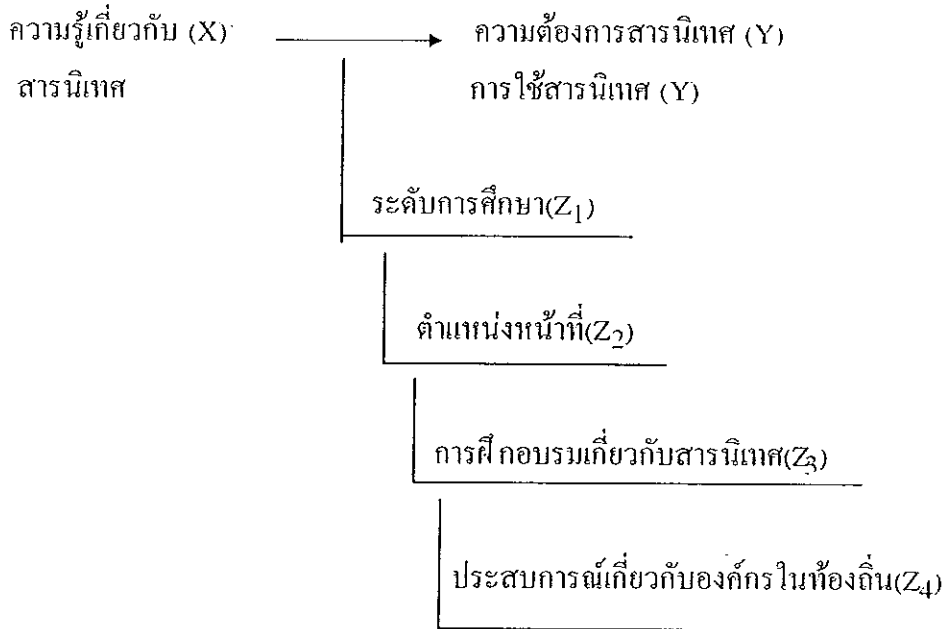 ความรู้เกี่ยวกับ (X) ความต้องการสารนิเทศ (Y)
สารนิเทศ การใช้สารนิเทศ (Y)
ระดับการศึกษา(Z1)
ตำแหน่งหน้าที่(Z2)
การฝึกอบรมเกี่ยวกับสารนิเทศ(Z3)
ประสบการณ์เกี่ยวกับองค์กรในท้องถิ่น(Z4)